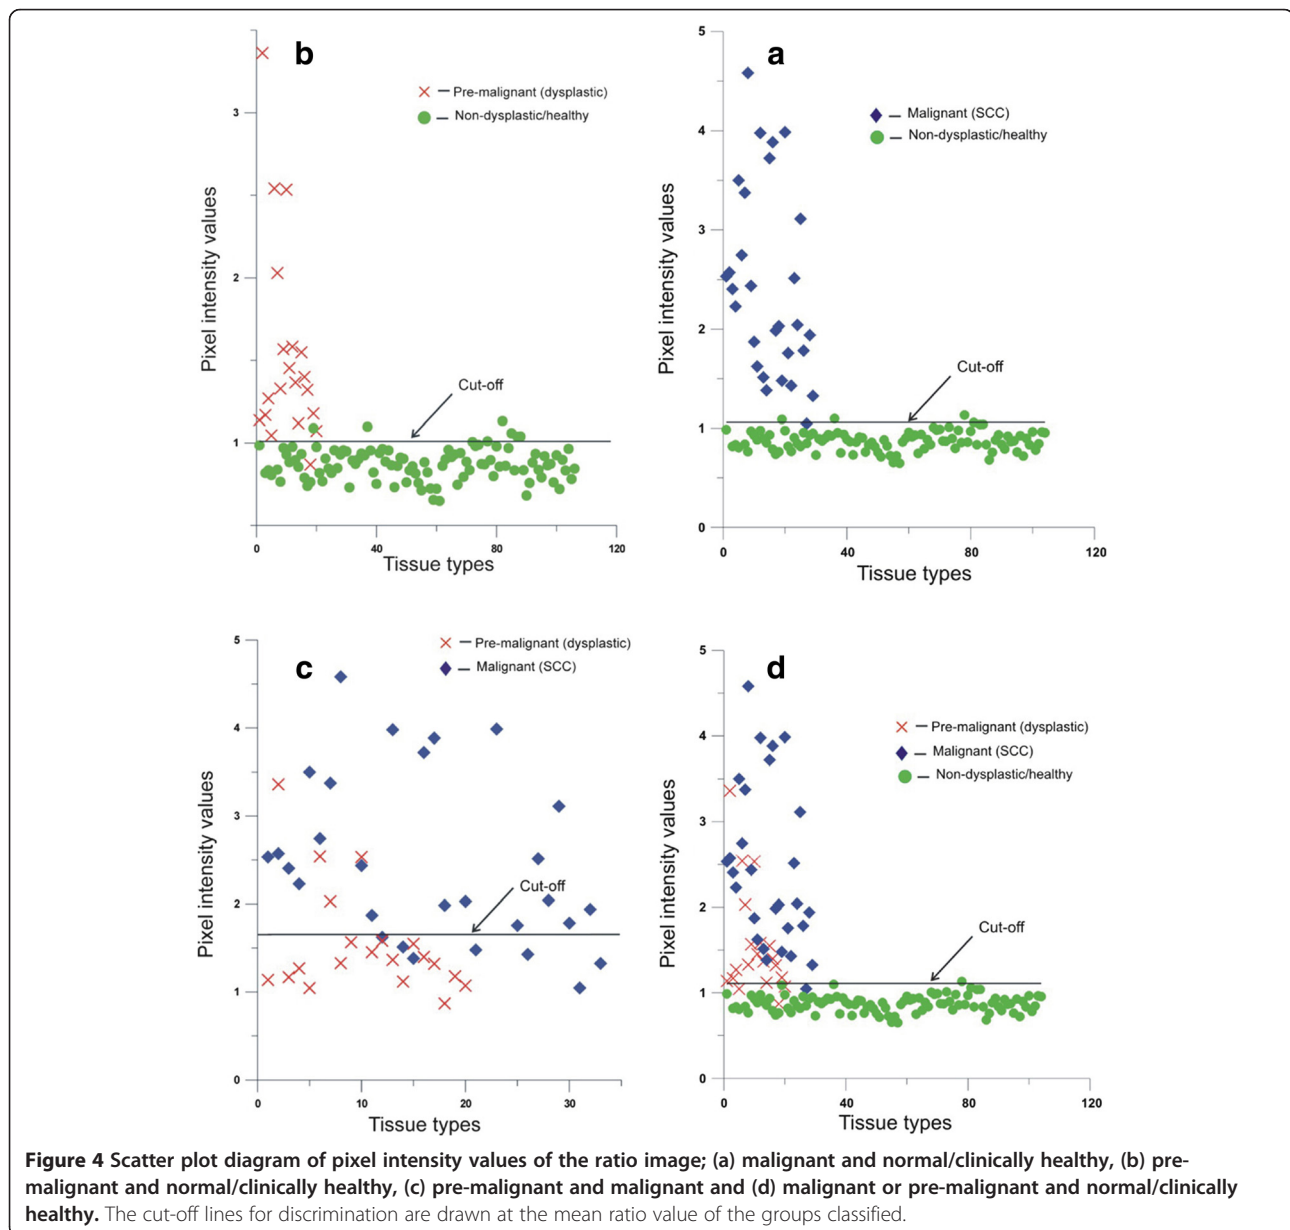 b
× — Pre-malignant (dysplastic)
● — Non-dysplastic/healthy
Pixel intensity values
3
2
1
Cut-off
0 40 80 120
Tissue types
a
◆ — Malignant (SCC)
● — Non-dysplastic/healthy
Pixel intensity values
5
4
3
2
1
0
Cut-off
0 40 80 120
Tissue types
c
× — Pre-malignant (dysplastic)
◆ — Malignant (SCC)
Pixel intensity values
5
4
3
2
1
0
Cut-off
0 10 20 30
Tissue types
d
× — Pre-malignant (dysplastic)
◆ — Malignant (SCC)
● — Non-dysplastic/healthy
Pixel intensity values
5
4
3
2
1
0
Cut-off
0 40 80 120
Tissue types
Figure 4 Scatter plot diagram of pixel intensity values of the ratio image; (a) malignant and normal/clinically healthy, (b) pre-
malignant and normal/clinically healthy, (c) pre-malignant and malignant and (d) malignant or pre-malignant and normal/clinically
healthy. The cut-off lines for discrimination are drawn at the mean ratio value of the groups classified.